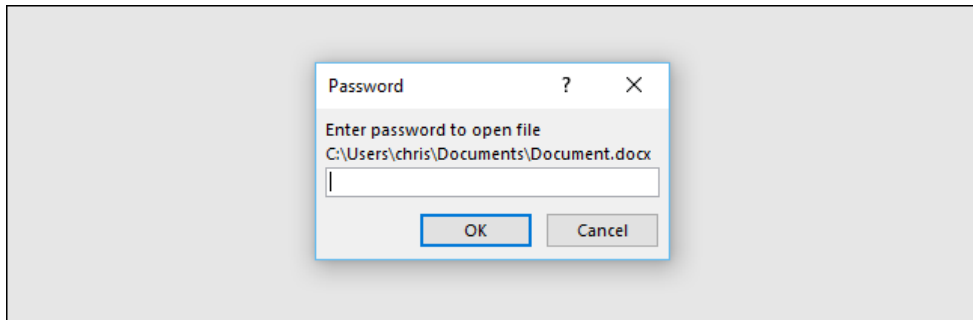 Password ?
Enter password to open file
C:\Users\chris\Documents\Document.docx
OK Cancel